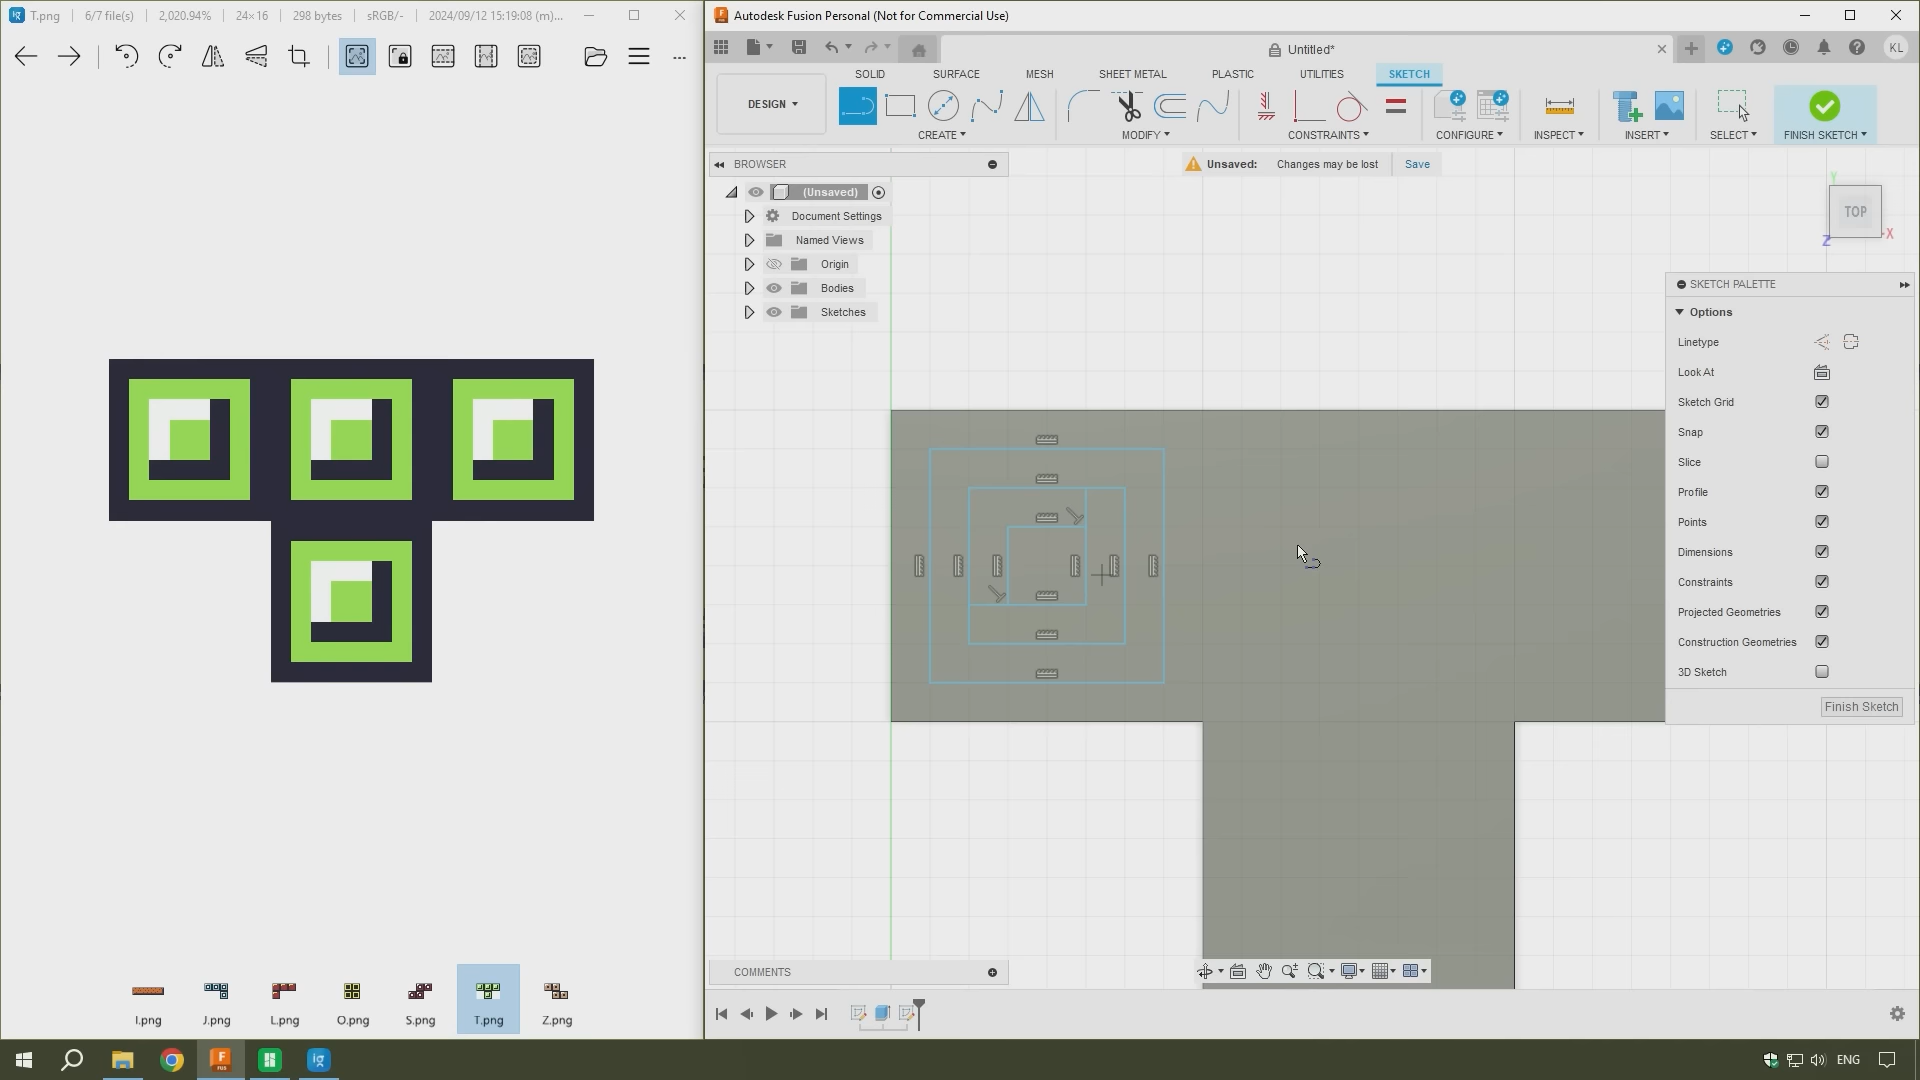 T.png
6/7 file(s)
2,020.94%
24×16
298 bytes
sRGB/-
2024/09/12 15:19:08 (m)...
Autodesk Fusion Personal (Not for Commercial Use)
Untitled*
KL
SOLID
SURFACE
MESH
SHEET METAL
PLASTIC
UTILITIES
SKETCH
DESIGN
CREATE
MODIFY
CONSTRAINTS
CONFIGURE
INSPECT
INSERT
SELECT
FINISH SKETCH
BROWSER
Unsaved:
Changes may be lost
Save
(Unsaved)
Document Settings
Named Views
Origin
Bodies
Sketches
Y
TOP
Z
X
SKETCH PALETTE
Options
Linetype
Look At
Sketch Grid
Snap
Slice
Profile
Points
Dimensions
Constraints
Projected Geometries
Construction Geometries
3D Sketch
Finish Sketch
COMMENTS
I.png
J.png
L.png
O.png
S.png
T.png
Z.png
ENG